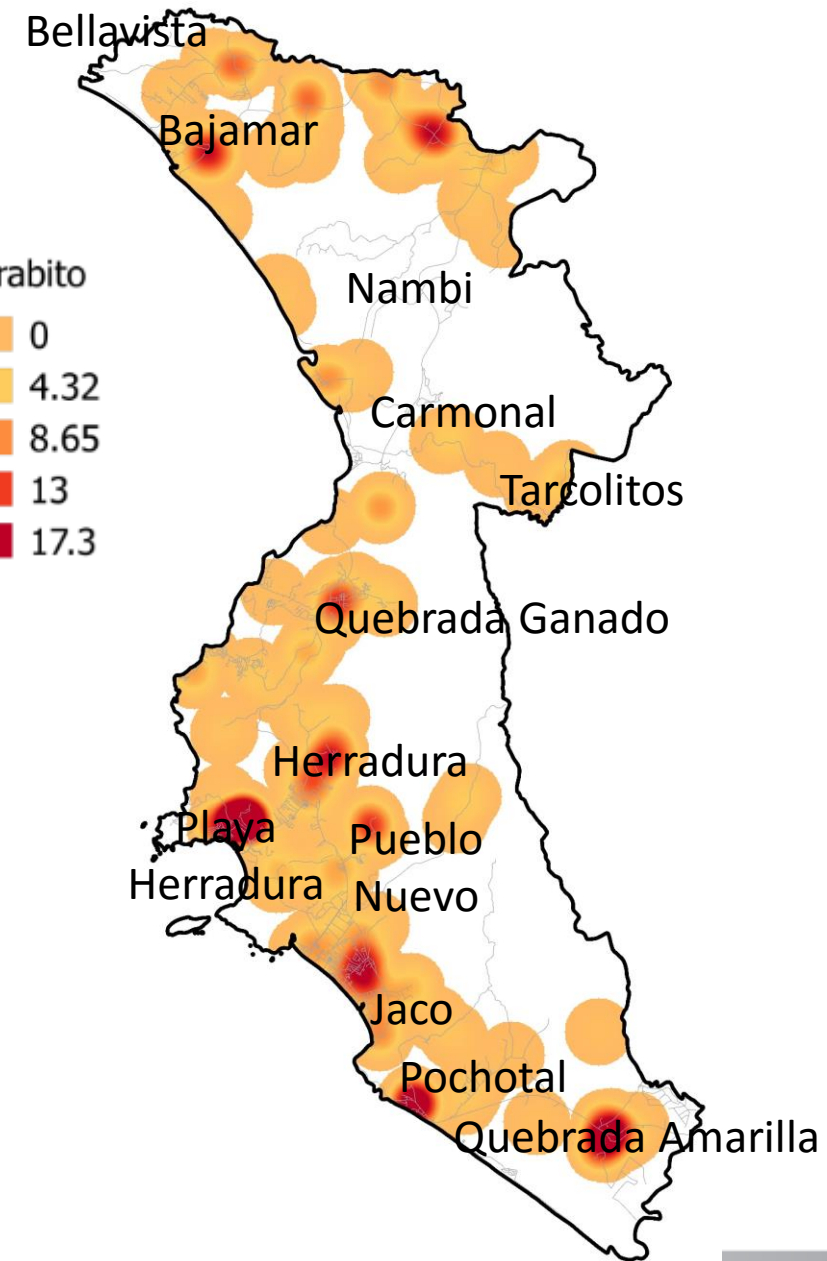 Bellavista
Bajamar
rabito
0
4.32
8.65
13
17.3
Nambi
Carmonal
Tarcolitos
Quebrada Ganado
Herradura
Playa
Herradura
Pueblo
Nuevo
Jaco
Pochotal
Quebrada Amarilla